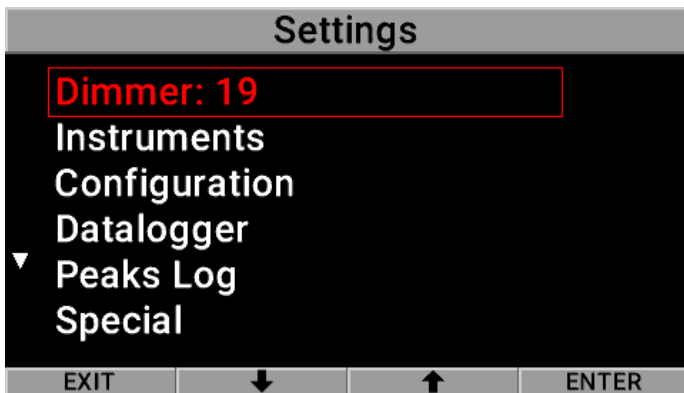 Settings
Dimmer: 19
Instruments
Configuration
Datalogger
Peaks Log
Special
EXIT ENTER